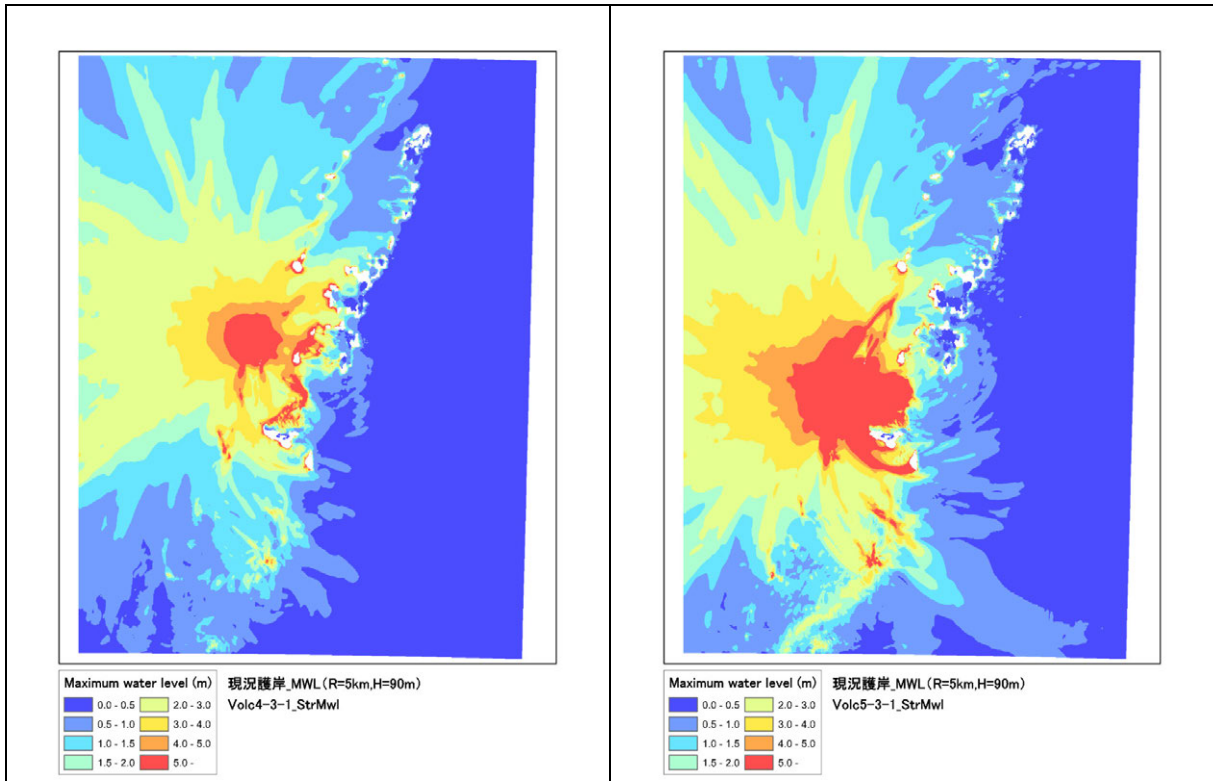 Maximum water level (m)
0.0 - 0.5
2.0 - 3.0
0.5 - 1.0
3.0 - 4.0
1.0 - 1.5
4.0 - 5.0
1.5 - 2.0
5.0 -
現況護岸_MWL(R=5km,H=90m)
Volc4-3-1_StrMwl
Maximum water level (m)
0.0 - 0.5
2.0 - 3.0
0.5 - 1.0
3.0 - 4.0
1.0 - 1.5
4.0 - 5.0
1.5 - 2.0
5.0 -
現況護岸_MWL(R=5km,H=90m)
Volc5-3-1_StrMwl